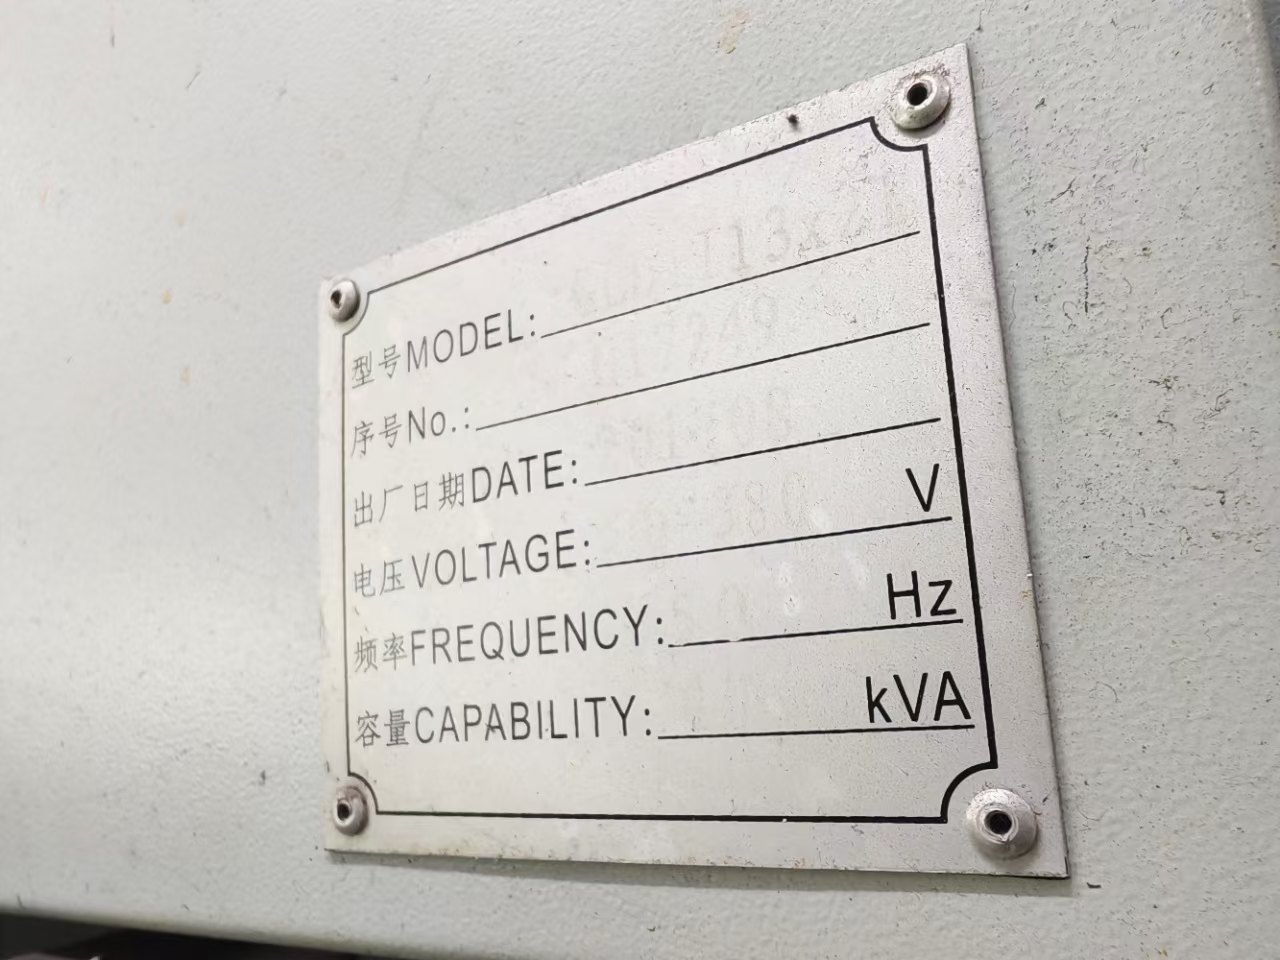 型号MODEL:
序号No.:
出厂日期DATE:
电压VOLTAGE: V
频率FREQUENCY: Hz
容量CAPABILITY: kVA